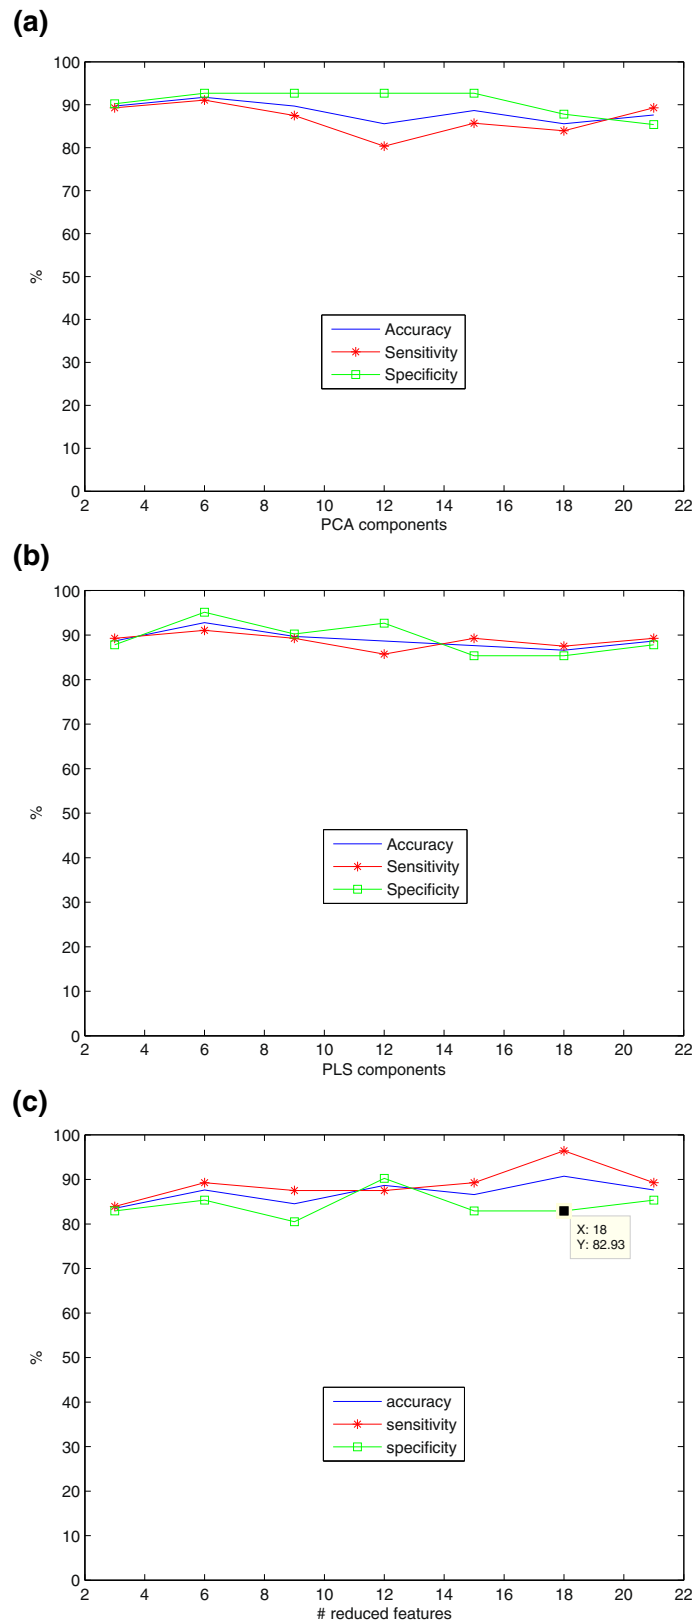 (a)
100
90
80
70
60
50
40
30
20
10
0
%
Accuracy
Sensitivity
Specificity
2 4 6 8 10 12 14 16 18 20 22
PCA components
(b)
100
90
80
70
60
50
40
30
20
10
0
%
Accuracy
Sensitivity
Specificity
2 4 6 8 10 12 14 16 18 20 22
PLS components
(c)
100
90
80
70
60
50
40
30
20
10
0
%
X: 18
Y: 82.93
accuracy
sensitivity
specificity
2 4 6 8 10 12 14 16 18 20 22
# reduced features